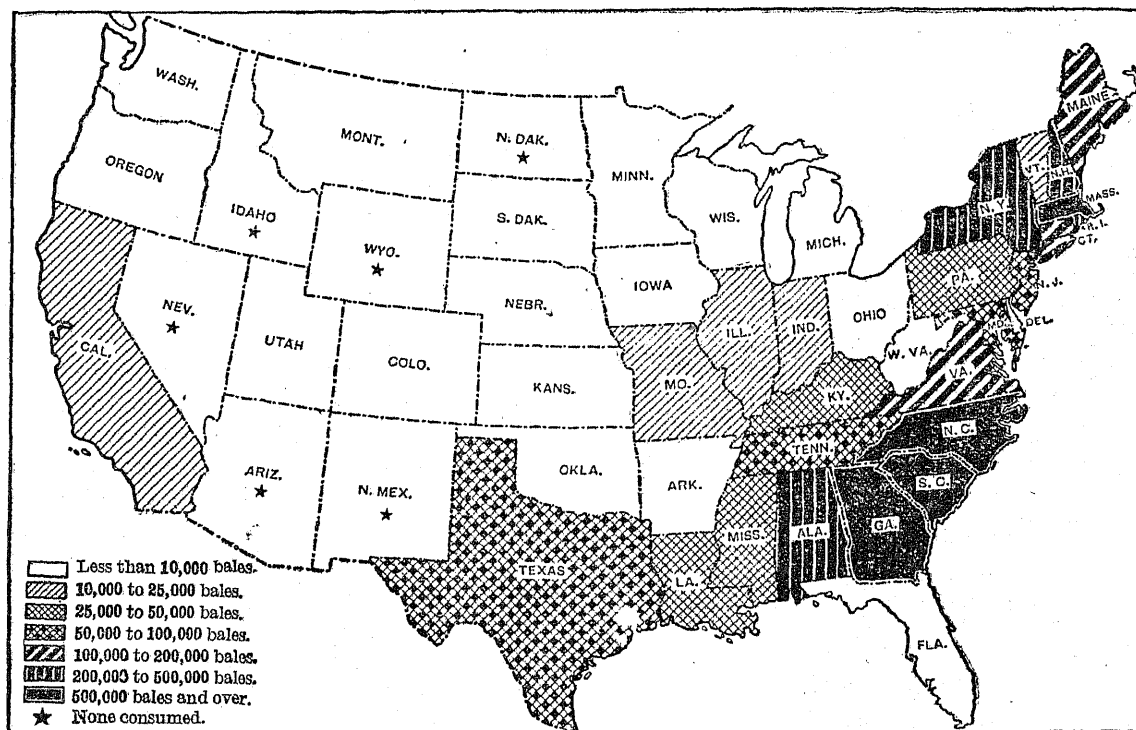 WASH.
OREGON
CAL.
IDAHO
NEV.
MONT.
WYO.
UTAH
COLO.
ARIZ.
N. MEX.
N. DAK.
S. DAK.
NEBR.
KANS.
OKLA.
TEXAS
MINN.
IOWA
MO.
ARK.
LA.
WIS.
ILL.
MICH.
IND.
OHIO
KY.
TENN.
MISS.
ALA.
GA.
FLA.
S. C.
N. C.
VA.
W. VA.
MD.
DEL.
PA.
N. J.
N. Y.
CT.
R. I.
MASS.
VT.
N. H.
MAINE
Less than 10,000 bales.
10,000 to 25,000 bales.
25,000 to 50,000 bales.
50,000 to 100,000 bales.
100,000 to 200,000 bales.
200,000 to 500,000 bales.
500,000 bales and over.
None consumed.